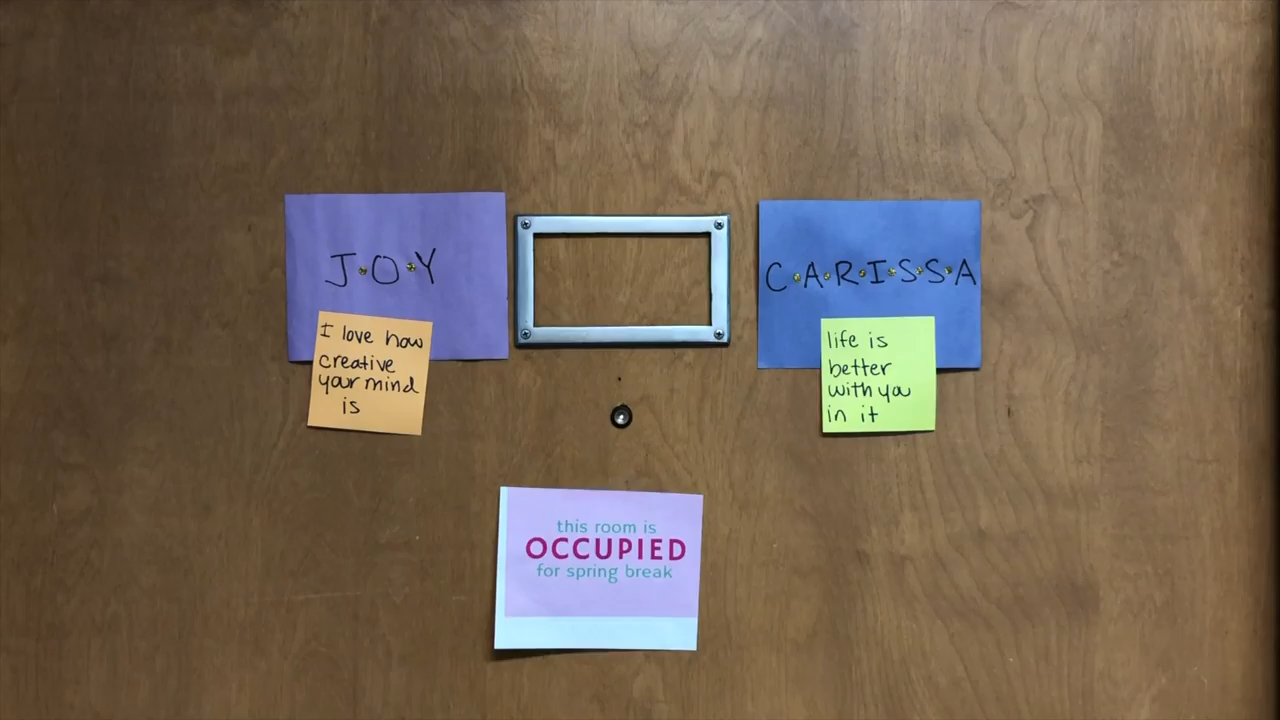 J·O·Y
I love how
creative
your mind
is
C·A·R·I·S·S·A
life is
better
with you
in it
this room is
OCCUPIED
for spring break